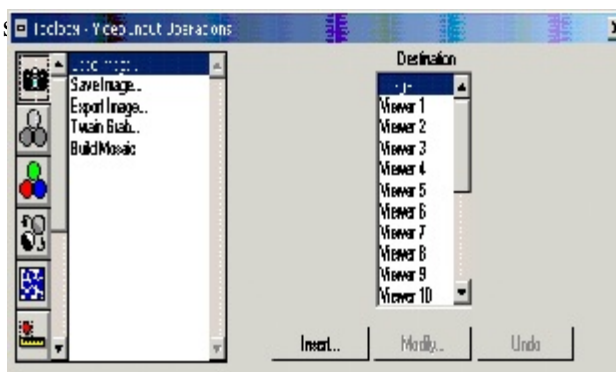 Toolbox - Video Input Operations
Load Image...
Save Image...
Export Image...
Twain Grab...
Build Mosaic
Destination
Viewer 1
Viewer 2
Viewer 3
Viewer 4
Viewer 5
Viewer 6
Viewer 7
Viewer 8
Viewer 9
Viewer 10
Insert...
Modify...
Undo